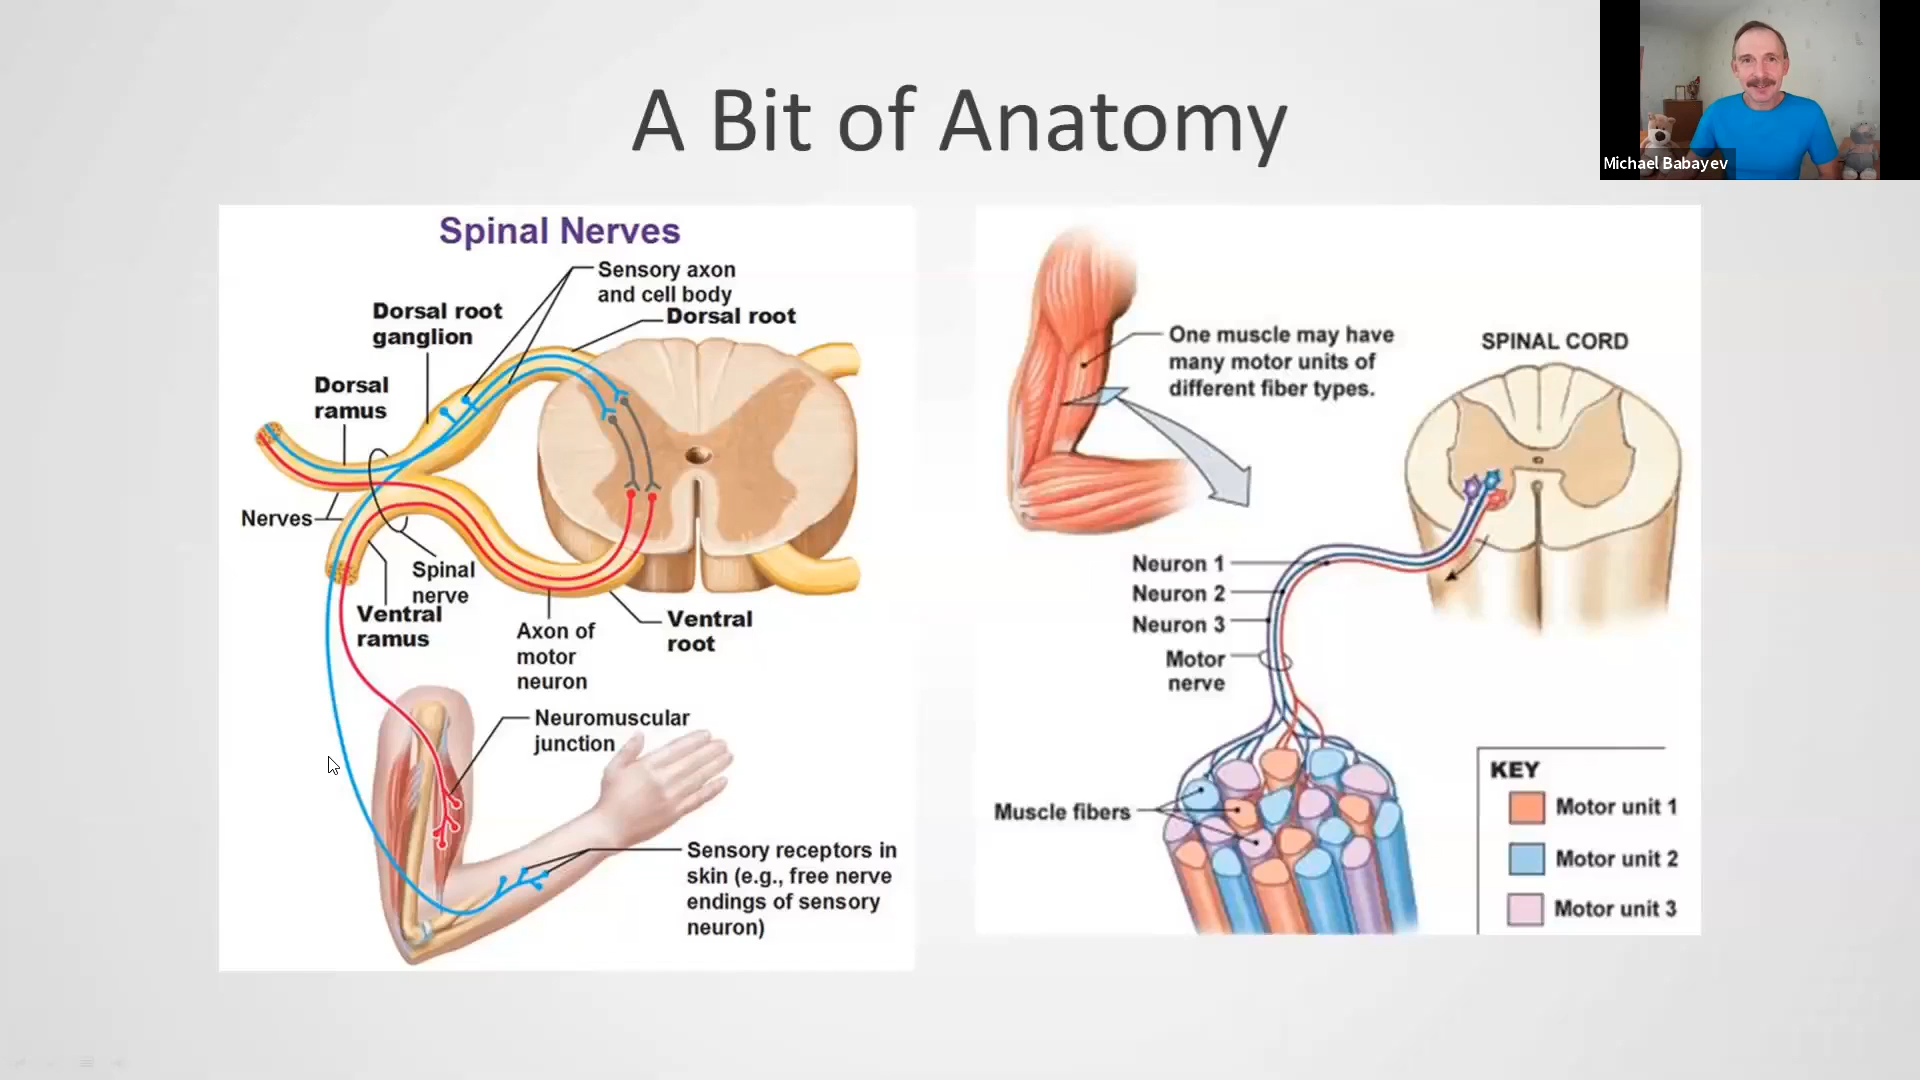 A Bit of Anatomy
Michael Babayev
Spinal Nerves
Sensory axon
and cell body
Dorsal root
Dorsal root
ganglion
Dorsal
ramus
Nerves
Spinal
nerve
Ventral
ramus
Axon of
motor
neuron
Ventral
root
Neuromuscular
junction
Sensory receptors in
skin (e.g., free nerve
endings of sensory
neuron)
One muscle may have
many motor units of
different fiber types.
SPINAL CORD
Neuron 1
Neuron 2
Neuron 3
Motor
nerve
Muscle fibers
KEY
Motor unit 1
Motor unit 2
Motor unit 3